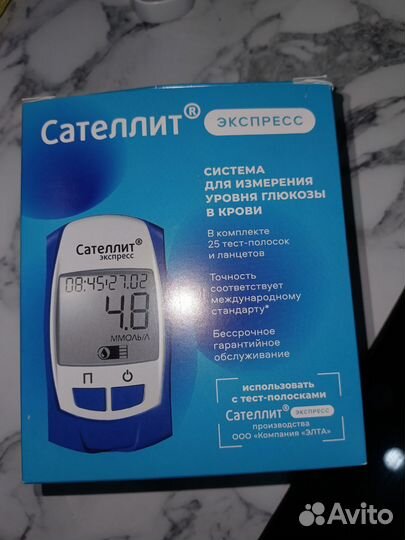 Сателлит® ЭКСПРЕСС
СИСТЕМА
ДЛЯ ИЗМЕРЕНИЯ
УРОВНЯ ГЛЮКОЗЫ
В КРОВИ
В комплекте
25 тест-полосок
и ланцетов
Точность
соответствует
международному
стандарту*
Бессрочное
гарантийное
обслуживание
Сателлит®
экспресс
08:45:27.02
4.8
ММОЛЬ/Л
П
использовать
с тест-полосками
Сателлит® ЭКСПРЕСС
производства
ООО «Компания «ЭЛТА»
Avito